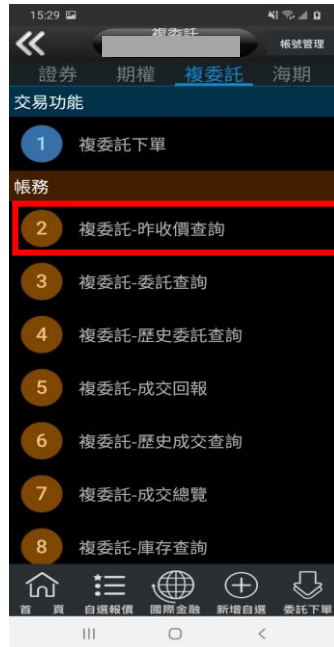 15:29
複委託
帳號管理
證券 期權 複委託 海期
交易功能
1 複委託下單
帳務
2 複委託-昨收價查詢
3 複委託-委託查詢
4 複委託-歷史委託查詢
5 複委託-成交回報
6 複委託-歷史成交查詢
7 複委託-成交總覽
8 複委託-庫存查詢
首 頁 自選報價 國際金融 新增自選 委託下單